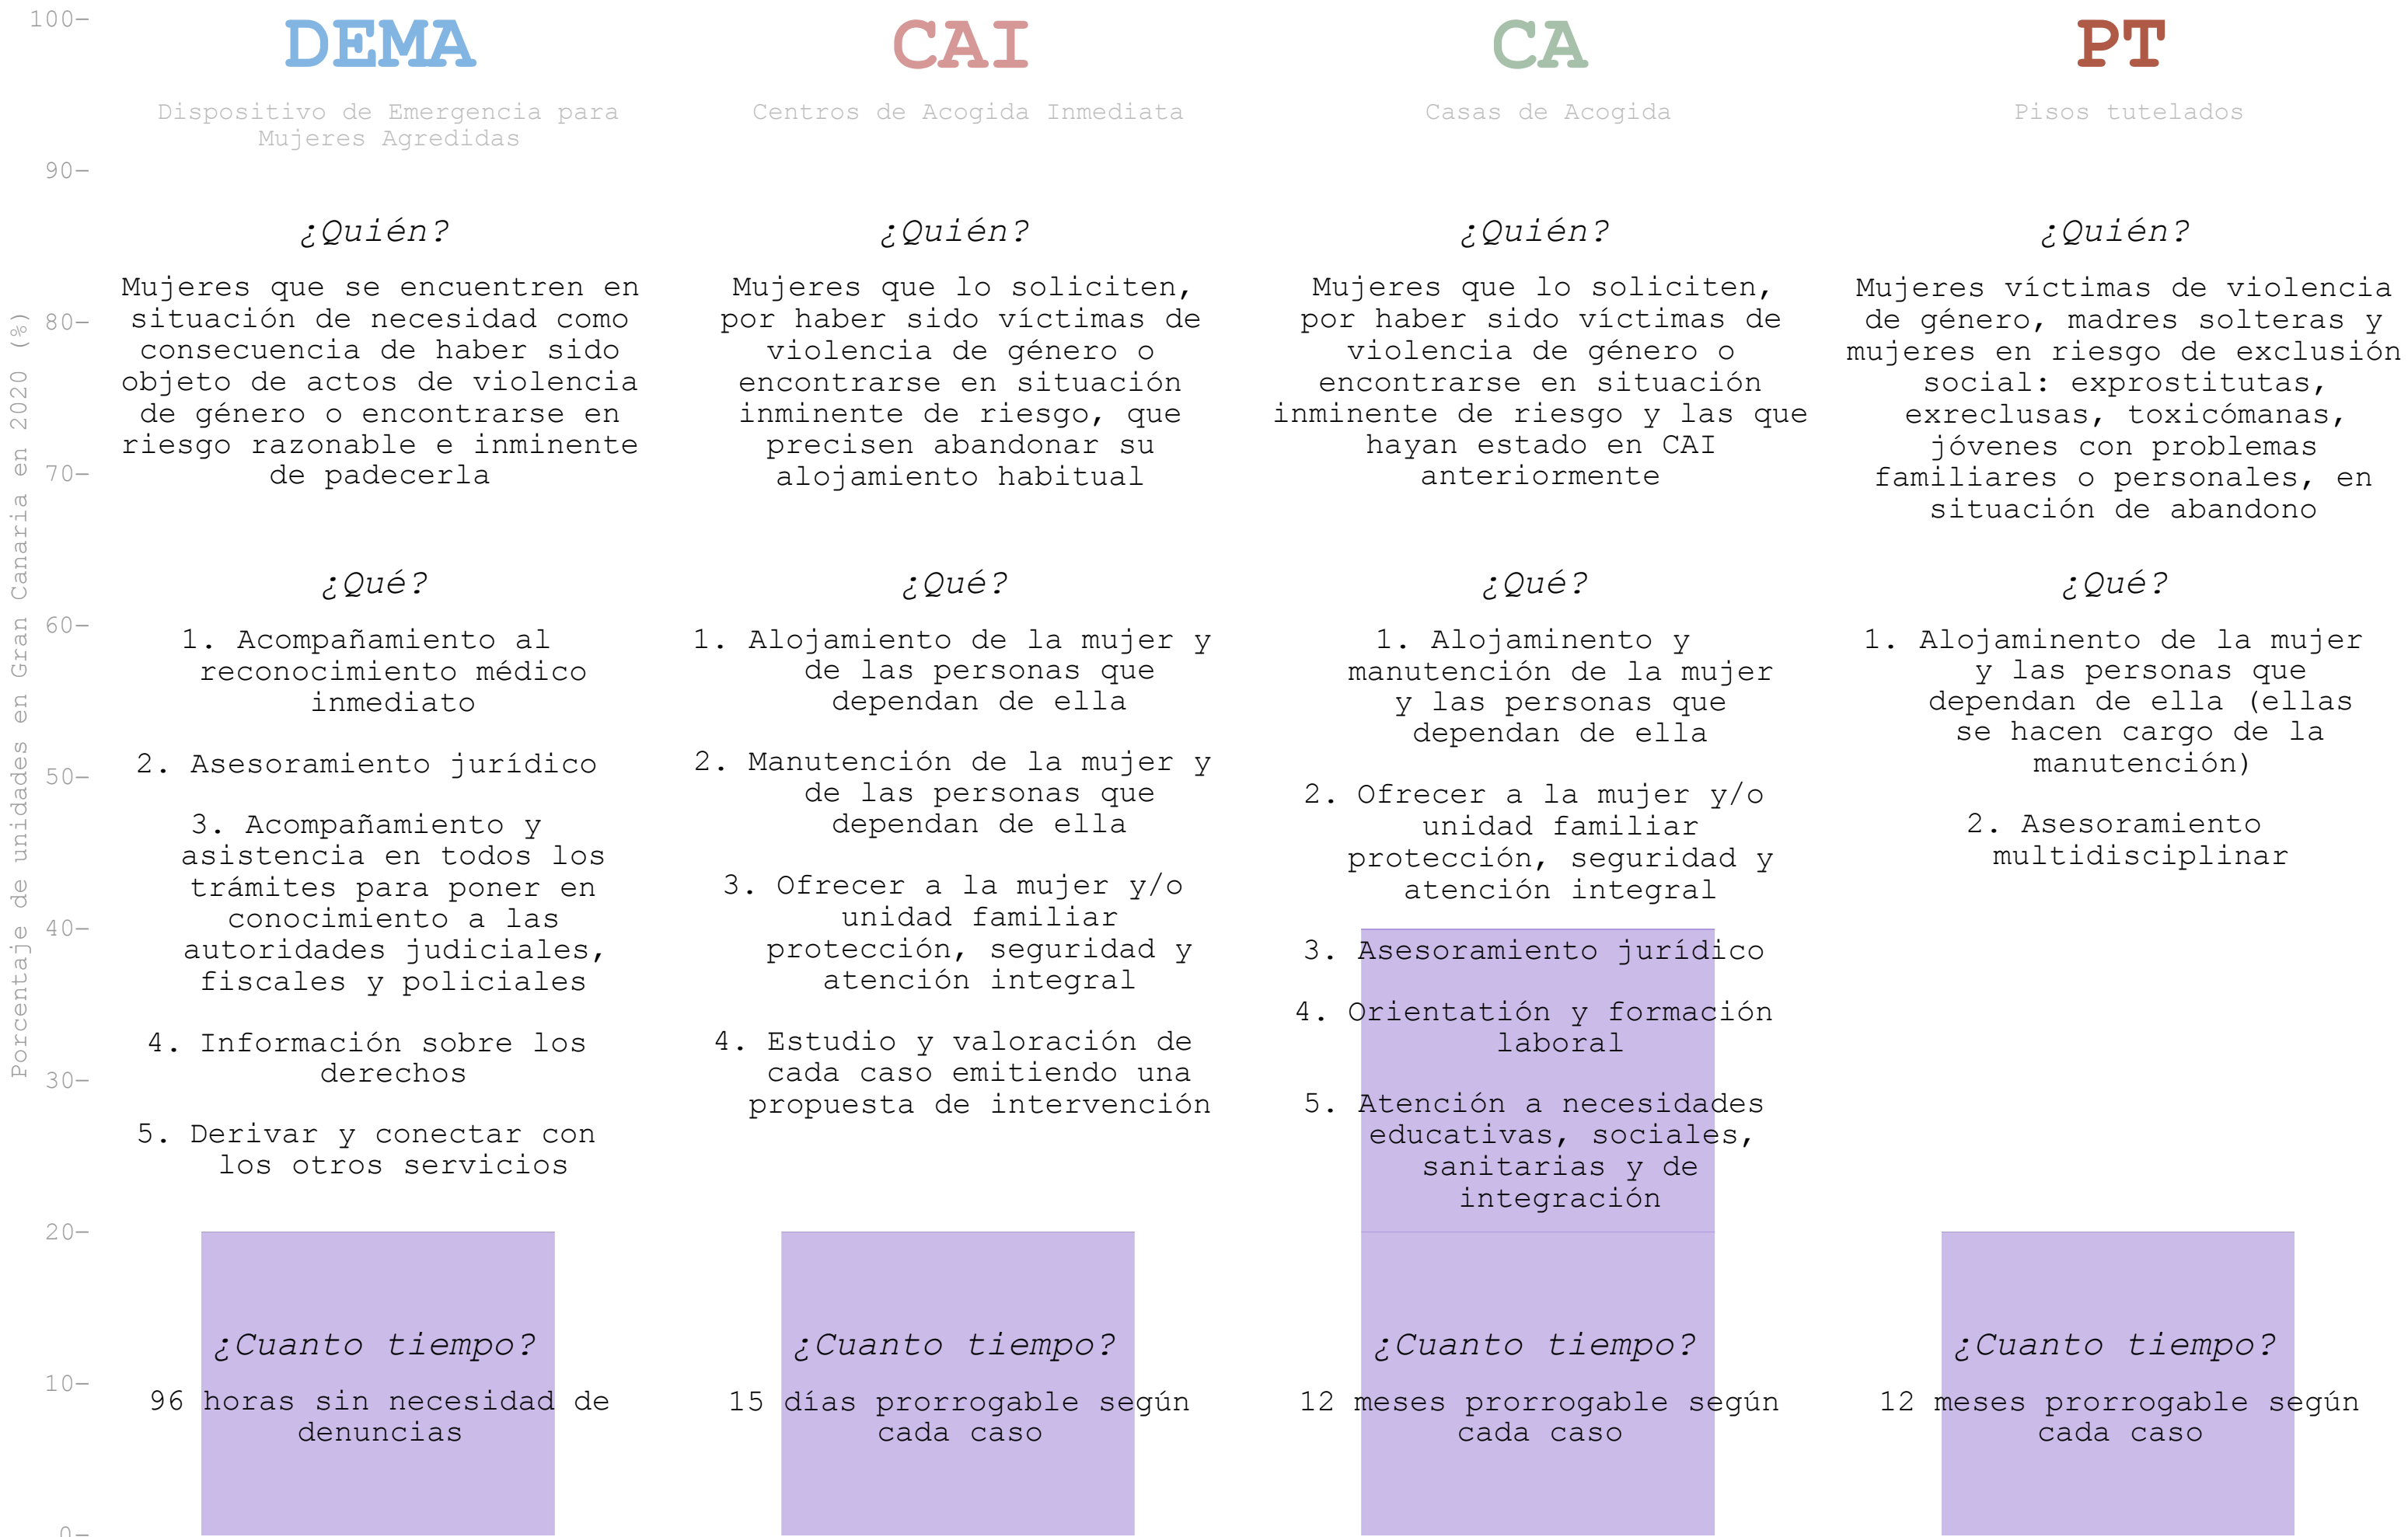 Porcentaje de unidades en Gran Canaria en 2020 (%)
100
90
80
70
60
50
40
30
20
10
0
DEMA
Dispositivo de Emergencia para
Mujeres Agredidas
¿Quién?
Mujeres que se encuentren en
situación de necesidad como
consecuencia de haber sido
objeto de actos de violencia
de género o encontrarse en
riesgo razonable e inminente
de padecerla
¿Qué?
1. Acompañamiento al
reconocimiento médico
inmediato
2. Asesoramiento jurídico
3. Acompañamiento y
asistencia en todos los
trámites para poner en
conocimiento a las
autoridades judiciales,
fiscales y policiales
4. Información sobre los
derechos
5. Derivar y conectar con
los otros servicios
¿Cuanto tiempo?
96 horas sin necesidad de
denuncias
CAI
Centros de Acogida Inmediata
¿Quién?
Mujeres que lo soliciten,
por haber sido víctimas de
violencia de género o
encontrarse en situación
inminente de riesgo, que
precisen abandonar su
alojamiento habitual
¿Qué?
1. Alojamiento de la mujer y
de las personas que
dependan de ella
2. Manutención de la mujer y
de las personas que
dependan de ella
3. Ofrecer a la mujer y/o
unidad familiar
protección, seguridad y
atención integral
4. Estudio y valoración de
cada caso emitiendo una
propuesta de intervención
¿Cuanto tiempo?
15 días prorrogable según
cada caso
CA
Casas de Acogida
¿Quién?
Mujeres que lo soliciten,
por haber sido víctimas de
violencia de género o
encontrarse en situación
inminente de riesgo y las que
hayan estado en CAI
anteriormente
¿Qué?
1. Alojaminento y
manutención de la mujer
y las personas que
dependan de ella
2. Ofrecer a la mujer y/o
unidad familiar
protección, seguridad y
atención integral
3. Asesoramiento jurídico
4. Orientatión y formación
laboral
5. Atención a necesidades
educativas, sociales,
sanitarias y de
integración
¿Cuanto tiempo?
12 meses prorrogable según
cada caso
PT
Pisos tutelados
¿Quién?
Mujeres víctimas de violencia
de género, madres solteras y
mujeres en riesgo de exclusión
social: exprostitutas,
exreclusas, toxicómanas,
jóvenes con problemas
familiares o personales, en
situación de abandono
¿Qué?
1. Alojaminento de la mujer
y las personas que
dependan de ella (ellas
se hacen cargo de la
manutención)
2. Asesoramiento
multidisciplinar
¿Cuanto tiempo?
12 meses prorrogable según
cada caso